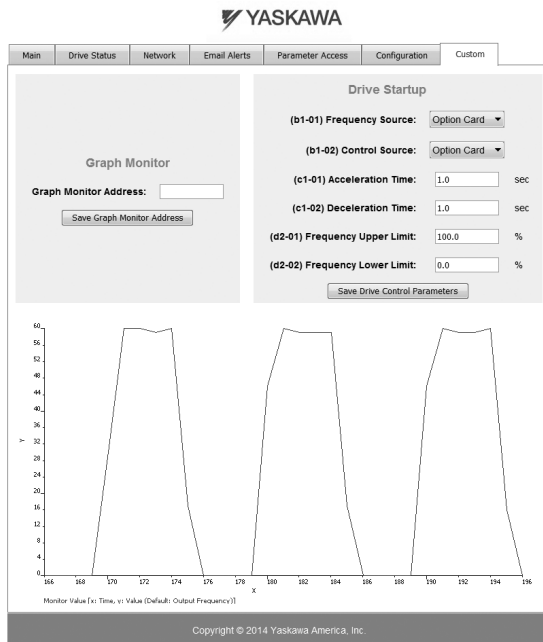 YASKAWA
Main Drive Status Network Email Alerts Parameter Access Configuration Custom
Graph Monitor
Graph Monitor Address:
Save Graph Monitor Address
Drive Startup
(b1-01) Frequency Source: Option Card
(b1-02) Control Source: Option Card
(c1-01) Acceleration Time: 1.0 sec
(c1-02) Deceleration Time: 1.0 sec
(d2-01) Frequency Upper Limit: 100.0 %
(d2-02) Frequency Lower Limit: 0.0 %
Save Drive Control Parameters
60
56
52
48
44
40
36
32
28
24
20
16
12
8
4
0
Y
166 168 170 172 174 176 178 180 182 184 186 188 190 192 194 196
X
Monitor Value [x: Time, y: Value (Default: Output Frequency)]
Copyright © 2014 Yaskawa America, Inc.